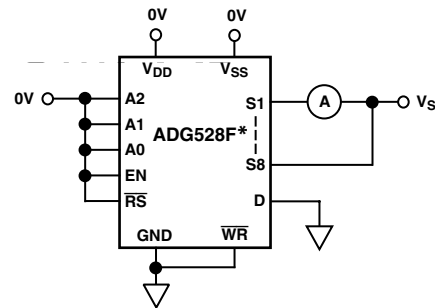 0V 0V
VDD VSS
0V A2 S1 A VS
A1
A0 ADG528F*
EN S8
RS D
GND WR